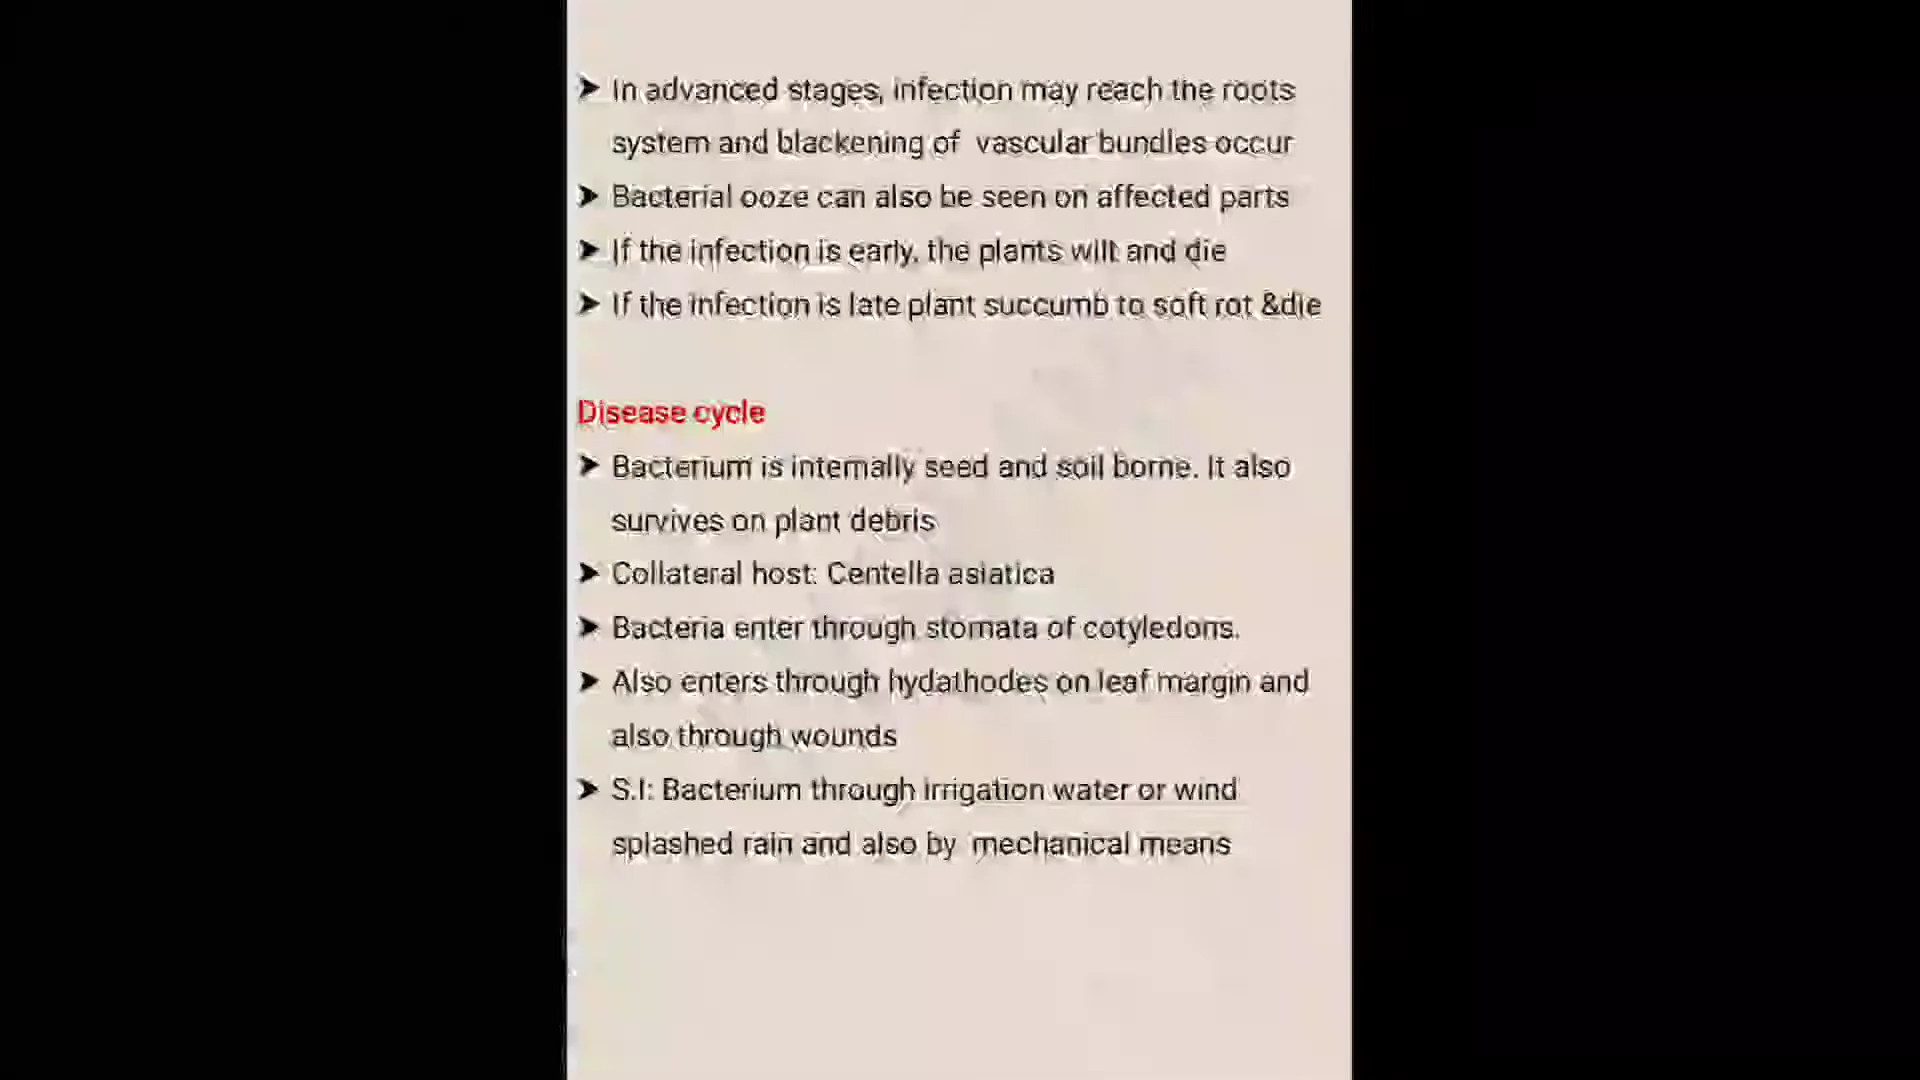 ➤ In advanced stages, infection may reach the roots
system and blackening of vascular bundles occur
➤ Bacterial ooze can also be seen on affected parts
➤ If the infection is early, the plants wilt and die
➤ If the infection is late plant succumb to soft rot &die
Disease cycle
➤ Bacterium is internally seed and soil borne. It also
survives on plant debris
➤ Collateral host: Centella asiatica
➤ Bacteria enter through stomata of cotyledons.
➤ Also enters through hydathodes on leaf margin and
also through wounds
➤ S.I: Bacterium through irrigation water or wind
splashed rain and also by mechanical means